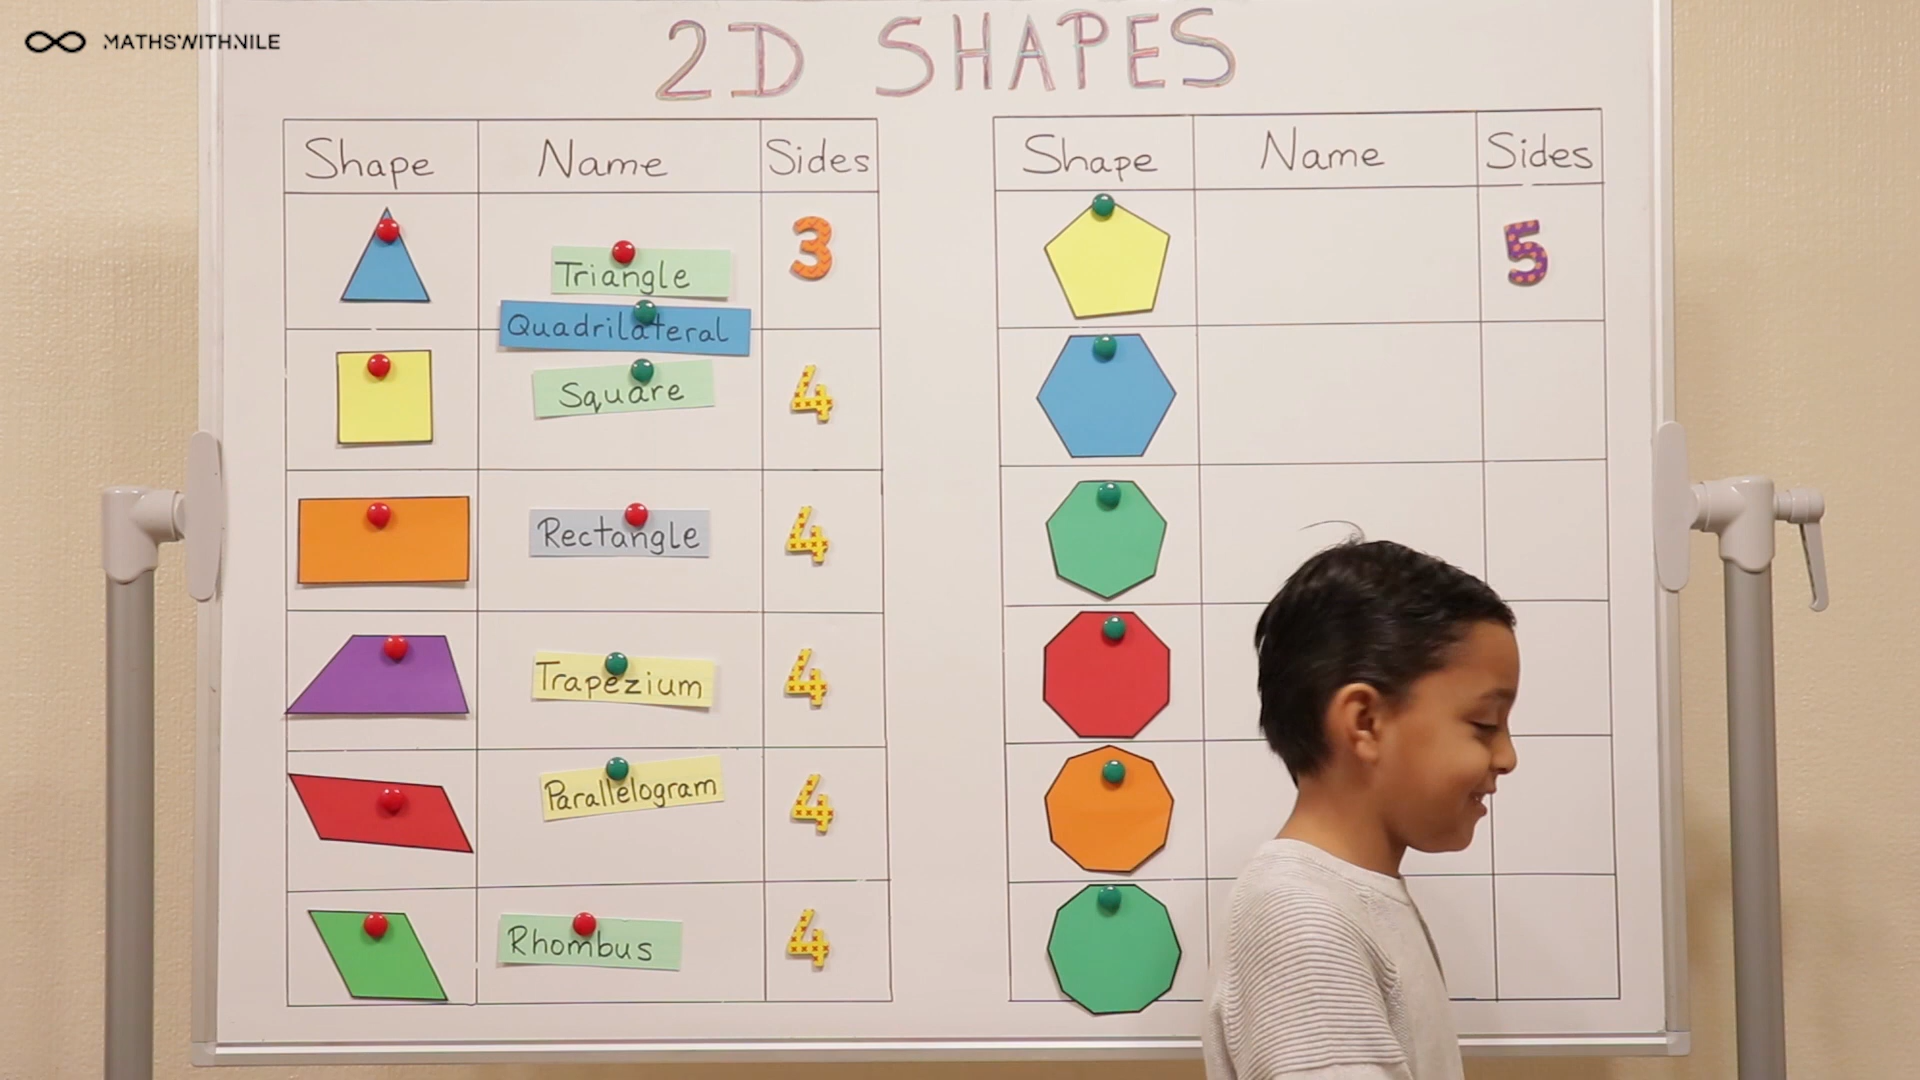 MATHSWITHNILE
2D SHAPES
Shape Name Sides
Triangle 3
Quadrilateral
Square 4
Rectangle 4
Trapezium 4
Parallelogram 4
Rhombus 4
Shape Name Sides
5